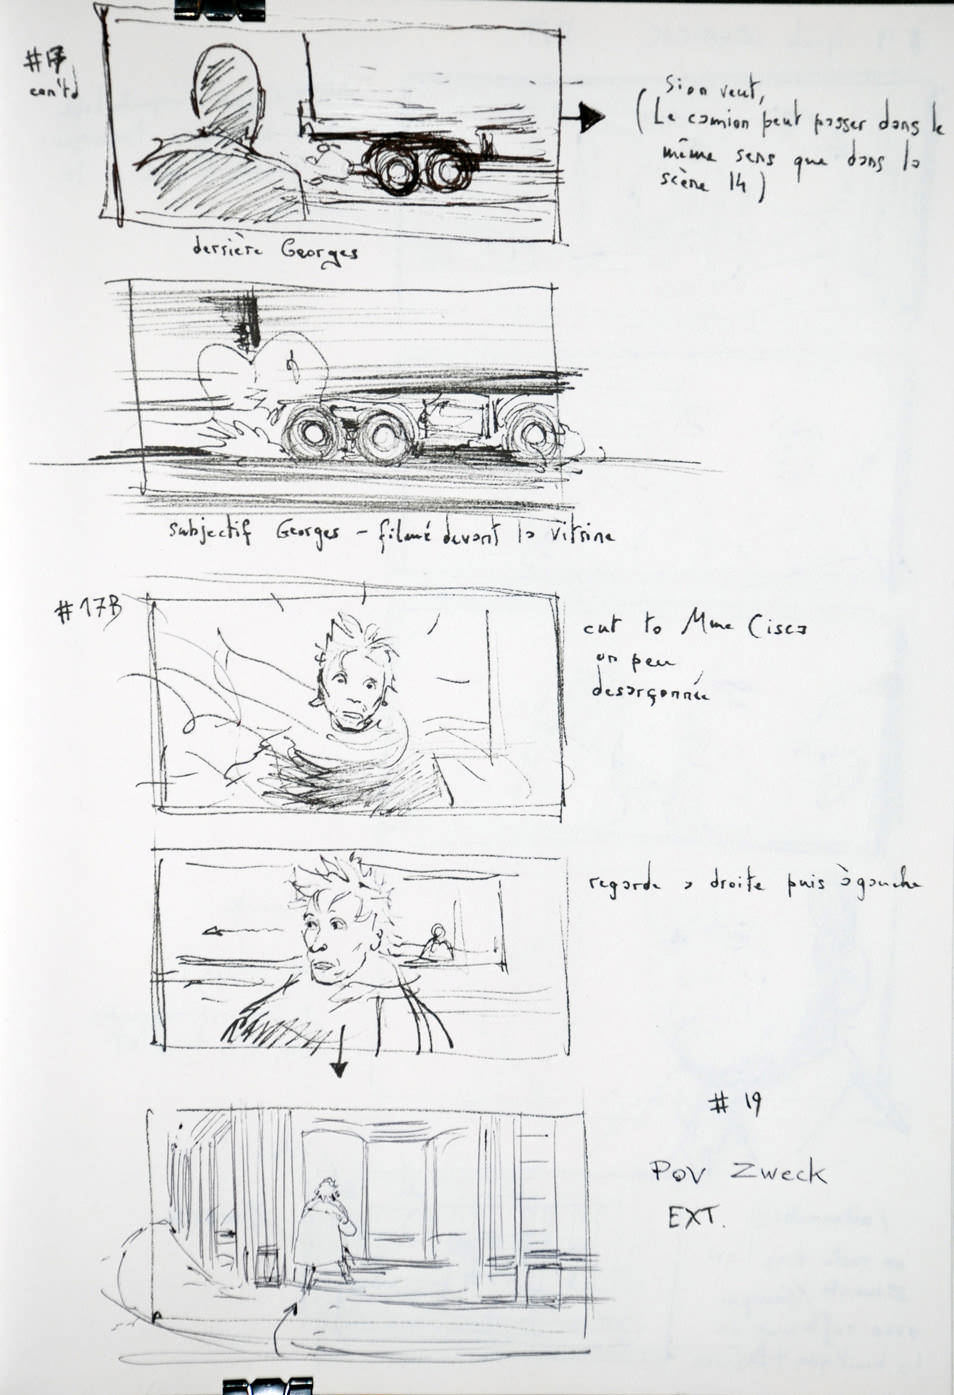 #17
cont'd
Si on veut,
(Le camion peut passer dans le
même sens que dans la
scène 14)
derrière Georges
subjectif Georges - filmé devant la vitrine
#17B
cut to Mme Cisca
un peu
desarçonnée
regarde à droite puis à gauche
# 19
POV Zweck
EXT.